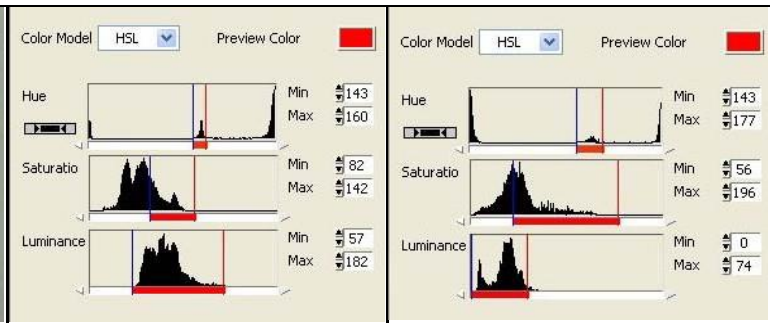 Color Model HSL Preview Color
Hue Min 143
Max 160
Saturatio Min 82
Max 142
Luminance Min 57
Max 182
Color Model HSL Preview Color
Hue Min 143
Max 177
Saturatio Min 56
Max 196
Luminance Min 0
Max 74